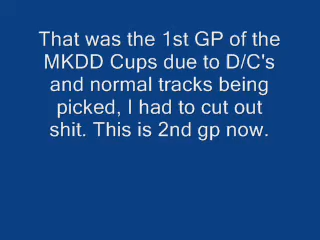 That was the 1st GP of the
MKDD Cups due to D/C's
and normal tracks being
picked, I had to cut out
shit. This is 2nd gp now.